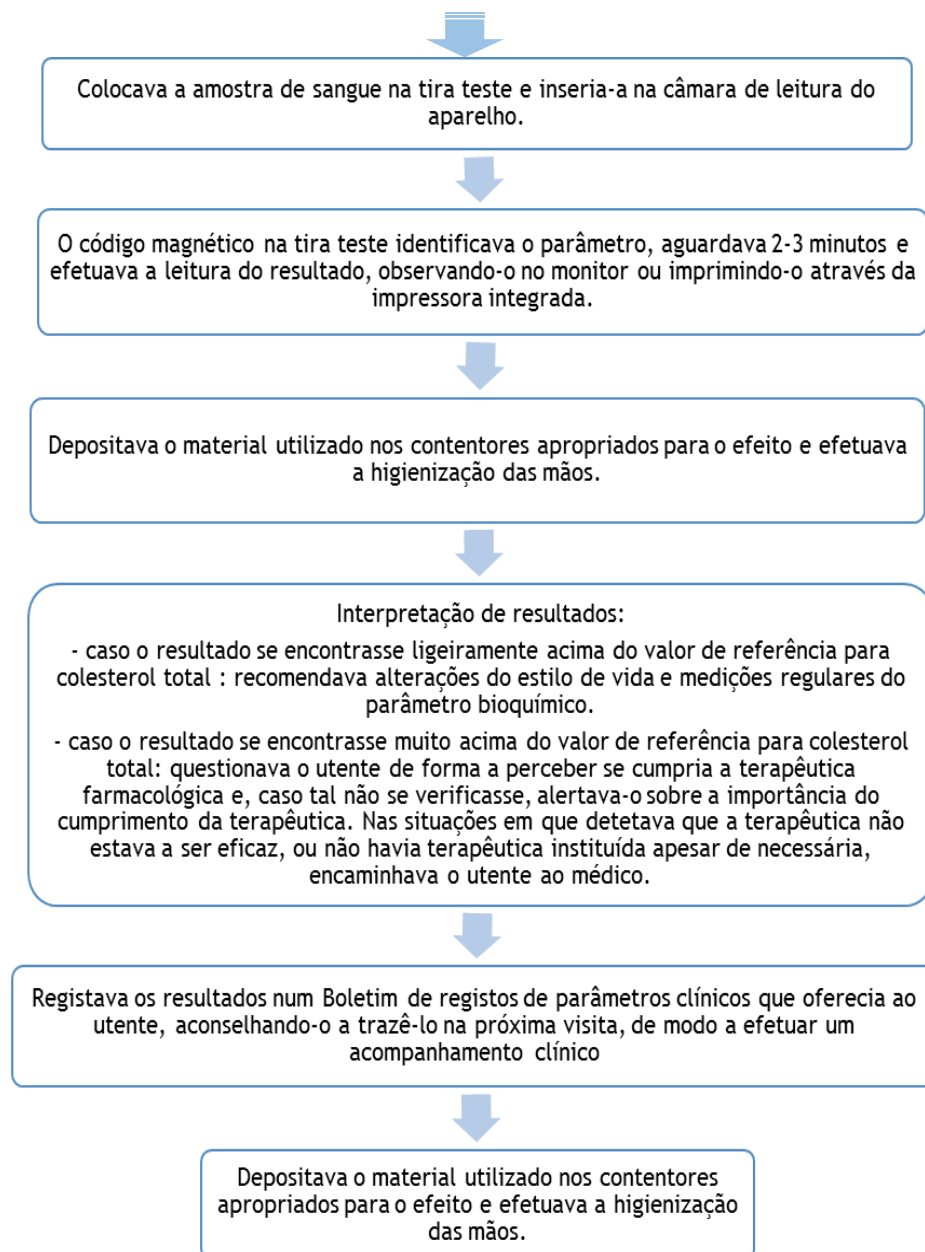 Colocava a amostra de sangue na tira teste e inseria-a na câmara de leitura do
aparelho.
O código magnético na tira teste identificava o parâmetro, aguardava 2-3 minutos e
efetuava a leitura do resultado, observando-o no monitor ou imprimindo-o através da
impressora integrada.
Depositava o material utilizado nos contentores apropriados para o efeito e efetuava
a higienização das mãos.
Interpretação de resultados:
- caso o resultado se encontrasse ligeiramente acima do valor de referência para
colesterol total : recomendava alterações do estilo de vida e medições regulares do
parâmetro bioquímico.
- caso o resultado se encontrasse muito acima do valor de referência para colesterol
total: questionava o utente de forma a perceber se cumpria a terapêutica
farmacológica e, caso tal não se verificasse, alertava-o sobre a importância do
cumprimento da terapêutica. Nas situações em que detetava que a terapêutica não
estava a ser eficaz, ou não havia terapêutica instituída apesar de necessária,
encaminhava o utente ao médico.
Registava os resultados num Boletim de registos de parâmetros clínicos que oferecia ao
utente, aconselhando-o a trazê-lo na próxima visita, de modo a efetuar um
acompanhamento clínico
Depositava o material utilizado nos contentores
apropriados para o efeito e efetuava a higienização
das mãos.